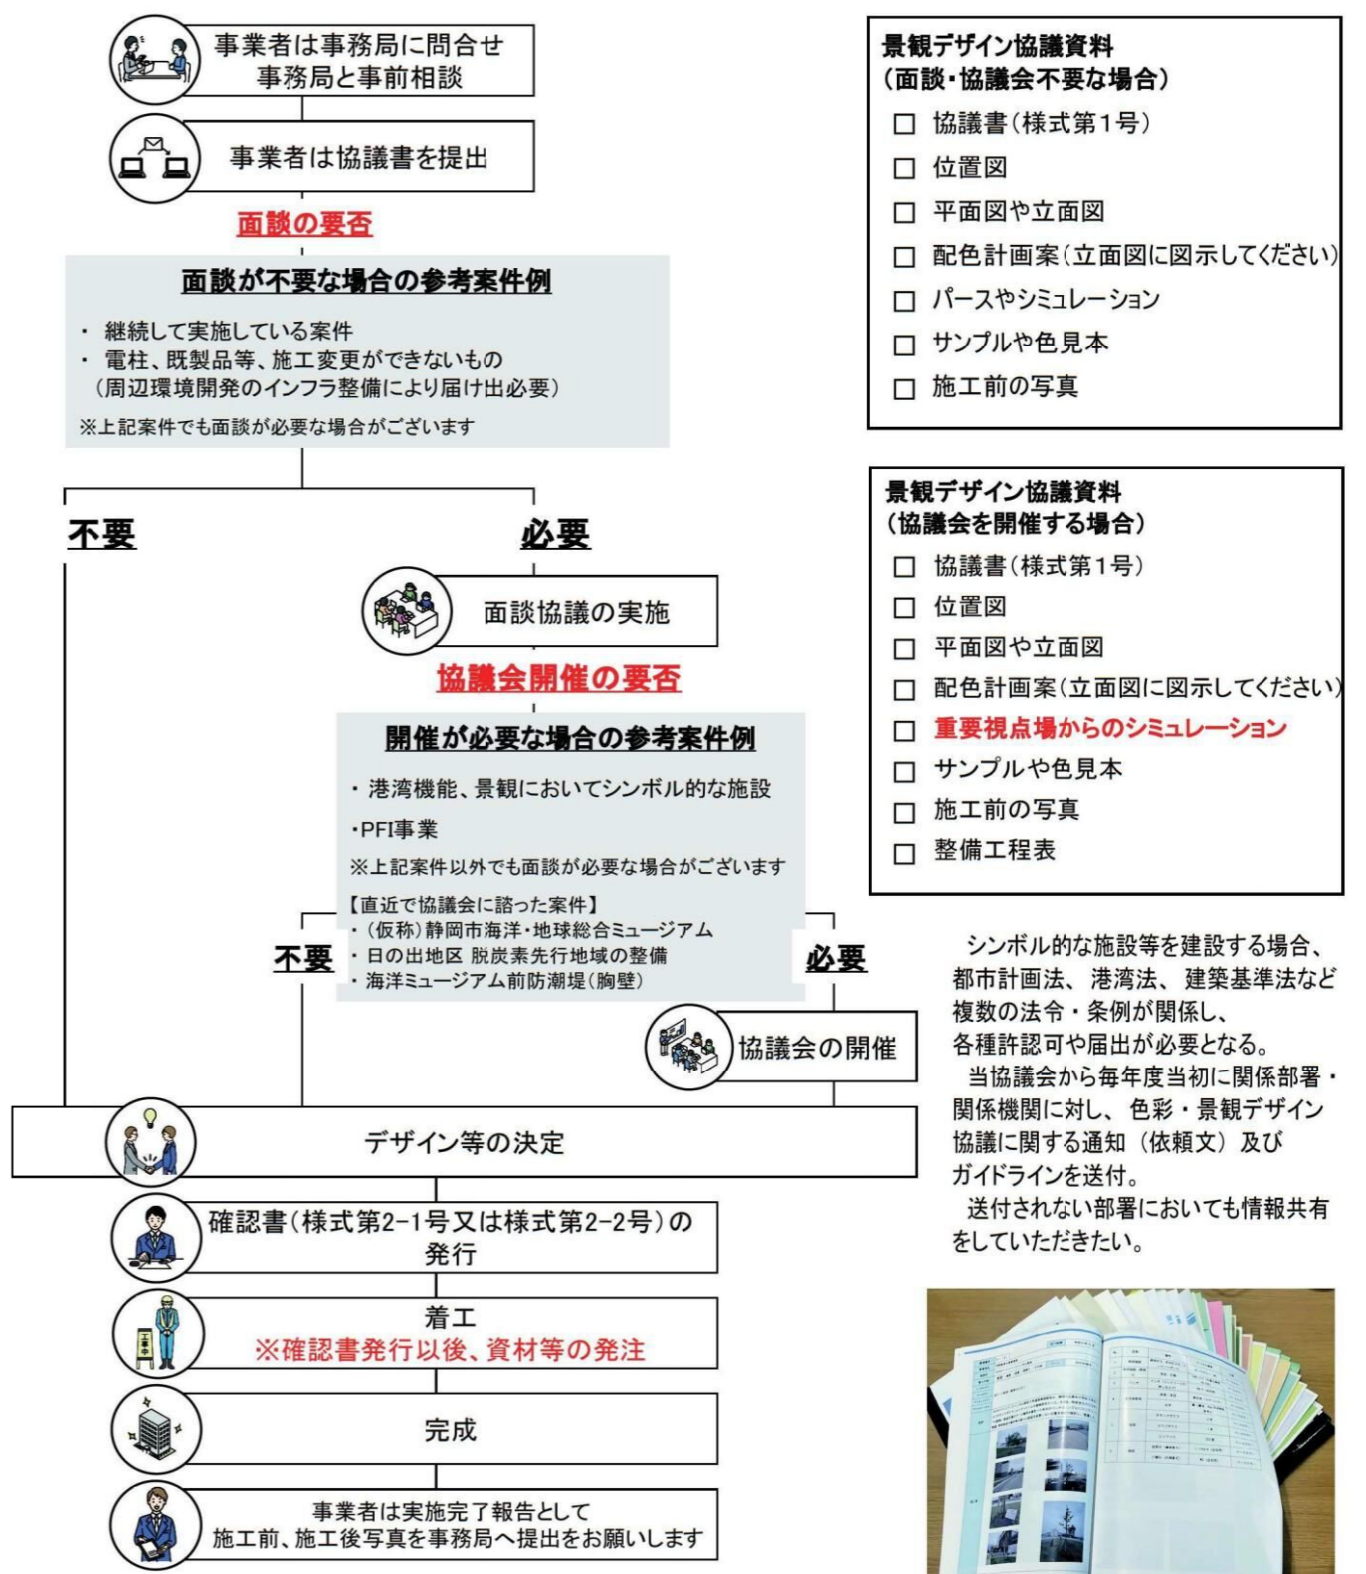 事業者は事務局に問合せ
事務局と事前相談
事業者は協議書を提出
面談の要否
面談が不要な場合の参考案件例
・ 継続して実施している案件
・ 電柱、既製品等、施工変更ができないもの
（周辺環境開発のインフラ整備により届け出必要）
※上記案件でも面談が必要な場合がございます
不要
必要
面談協議の実施
協議会開催の要否
開催が必要な場合の参考案件例
・ 港湾機能、景観においてシンボル的な施設
・PFI事業
※上記案件以外でも面談が必要な場合がございます
【直近で協議会に諮った案件】
・（仮称）静岡市海洋・地球総合ミュージアム
・ 日の出地区 脱炭素先行地域の整備
・ 海洋ミュージアム前防潮堤（胸壁）
不要
必要
協議会の開催
デザイン等の決定
確認書（様式第2-1号又は様式第2-2号）の
発行
工事中
着工
※確認書発行以後、資材等の発注
完成
事業者は実施完了報告として
施工前、施工後写真を事務局へ提出をお願いします
景観デザイン協議資料
（面談・協議会不要な場合）
□ 協議書（様式第１号）
□ 位置図
□ 平面図や立面図
□ 配色計画案（立面図に図示してください）
□ パースやシミュレーション
□ サンプルや色見本
□ 施工前の写真
景観デザイン協議資料
（協議会を開催する場合）
□ 協議書（様式第１号）
□ 位置図
□ 平面図や立面図
□ 配色計画案（立面図に図示してください）
□ 重要視点場からのシミュレーション
□ サンプルや色見本
□ 施工前の写真
□ 整備工程表
シンボル的な施設等を建設する場合、
都市計画法、港湾法、建築基準法など
複数の法令・条例が関係し、
各種許認可や届出が必要となる。
当協議会から毎年度当初に関係部署・
関係機関に対し、色彩・景観デザイン
協議に関する通知（依頼文）及び
ガイドラインを送付。
送付されない部署においても情報共有
をしていただきたい。